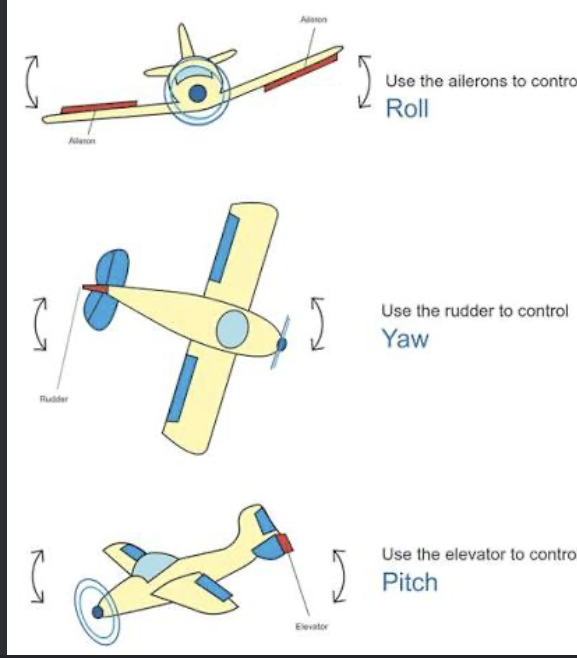 Aileron
Use the ailerons to contro
Roll
Aileron
Use the rudder to control
Yaw
Rudder
Use the elevator to contro
Pitch
Elevator